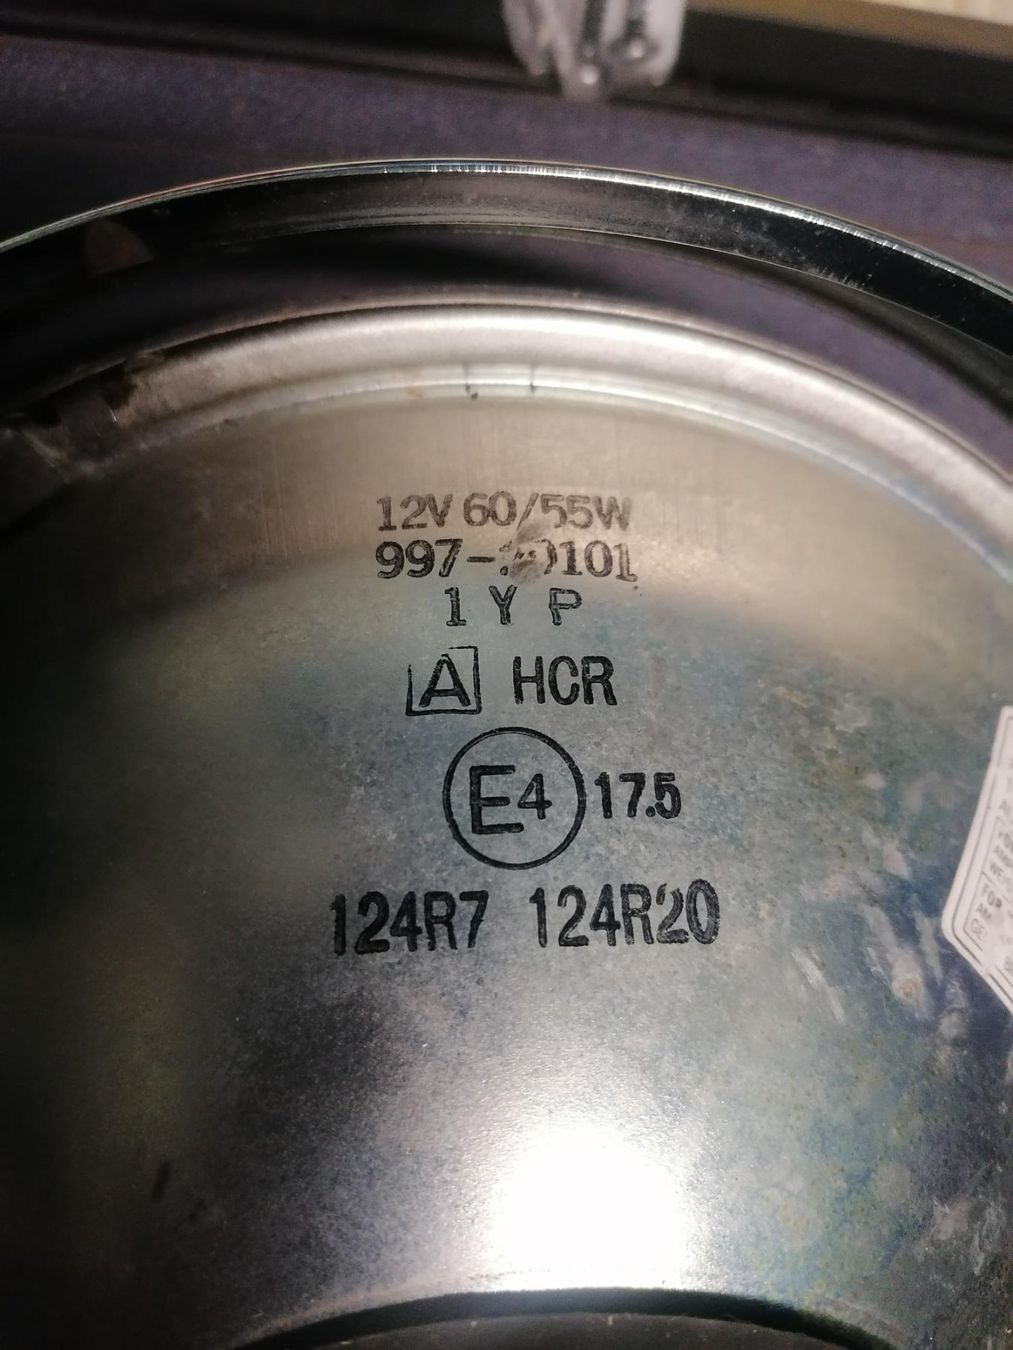 12V 60/55W
1 Y P
A HCR
E4 17.5
124R7 124R20